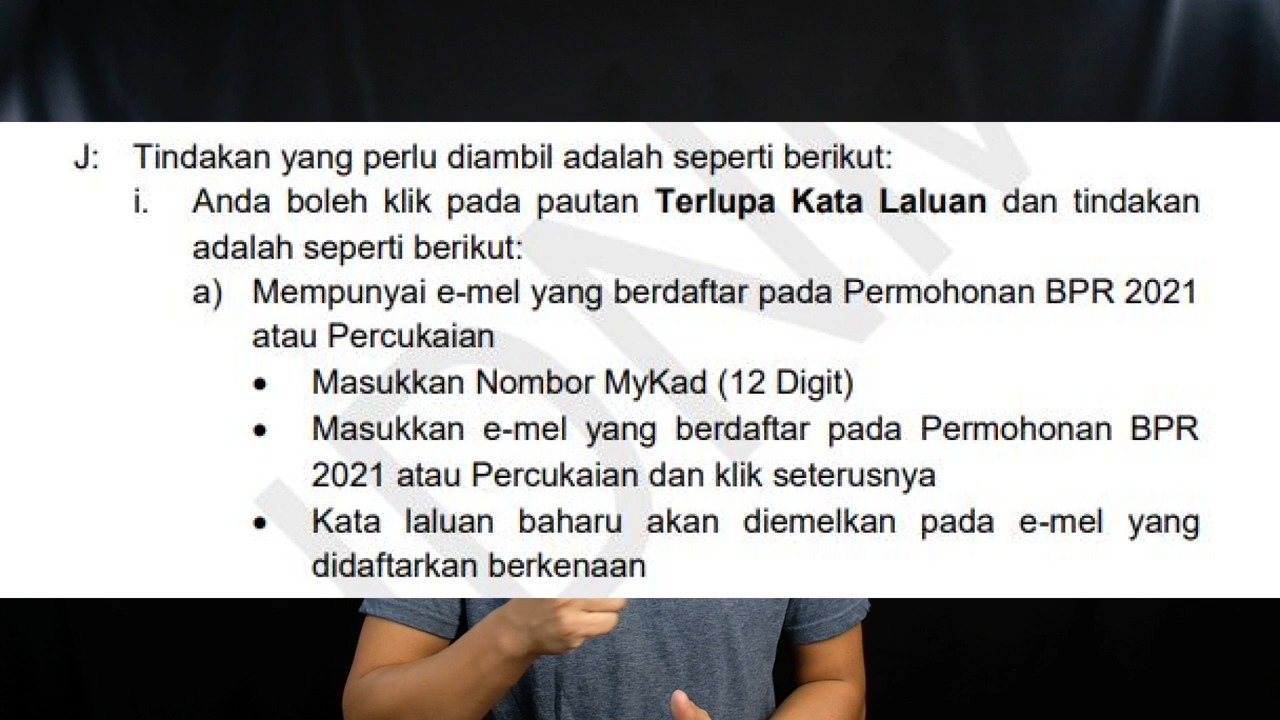 J: Tindakan yang perlu diambil adalah seperti berikut:
i. Anda boleh klik pada pautan Terlupa Kata Laluan dan tindakan
adalah seperti berikut:
a) Mempunyai e-mel yang berdaftar pada Permohonan BPR 2021
atau Percukaian
• Masukkan Nombor MyKad (12 Digit)
• Masukkan e-mel yang berdaftar pada Permohonan BPR
2021 atau Percukaian dan klik seterusnya
• Kata laluan baharu akan diemelkan pada e-mel yang
didaftarkan berkenaan